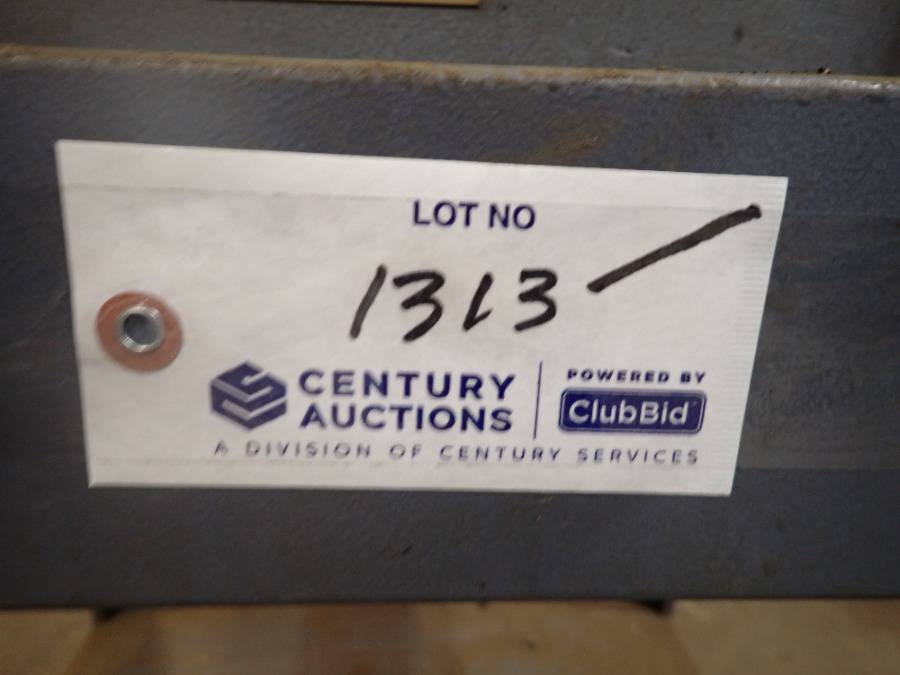 LOT NO
1313
CENTURY AUCTIONS
POWERED BY
ClubBid
A DIVISION OF CENTURY SERVICES